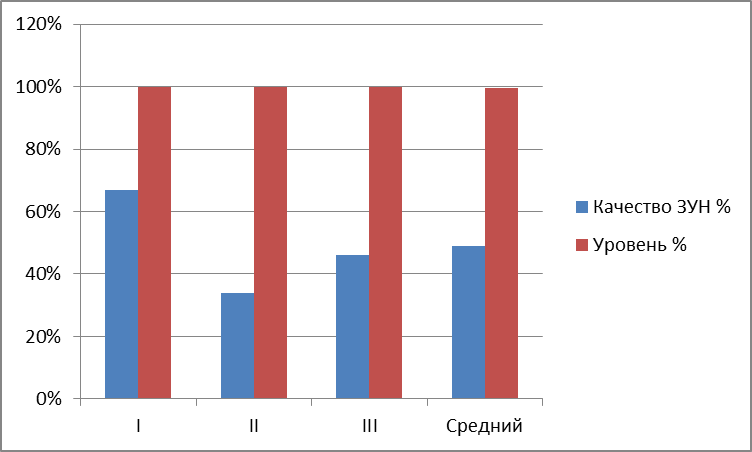 120%
100%
80%
60%
40%
20%
0%
I
II
III
Средний
Качество ЗУН %
Уровень %